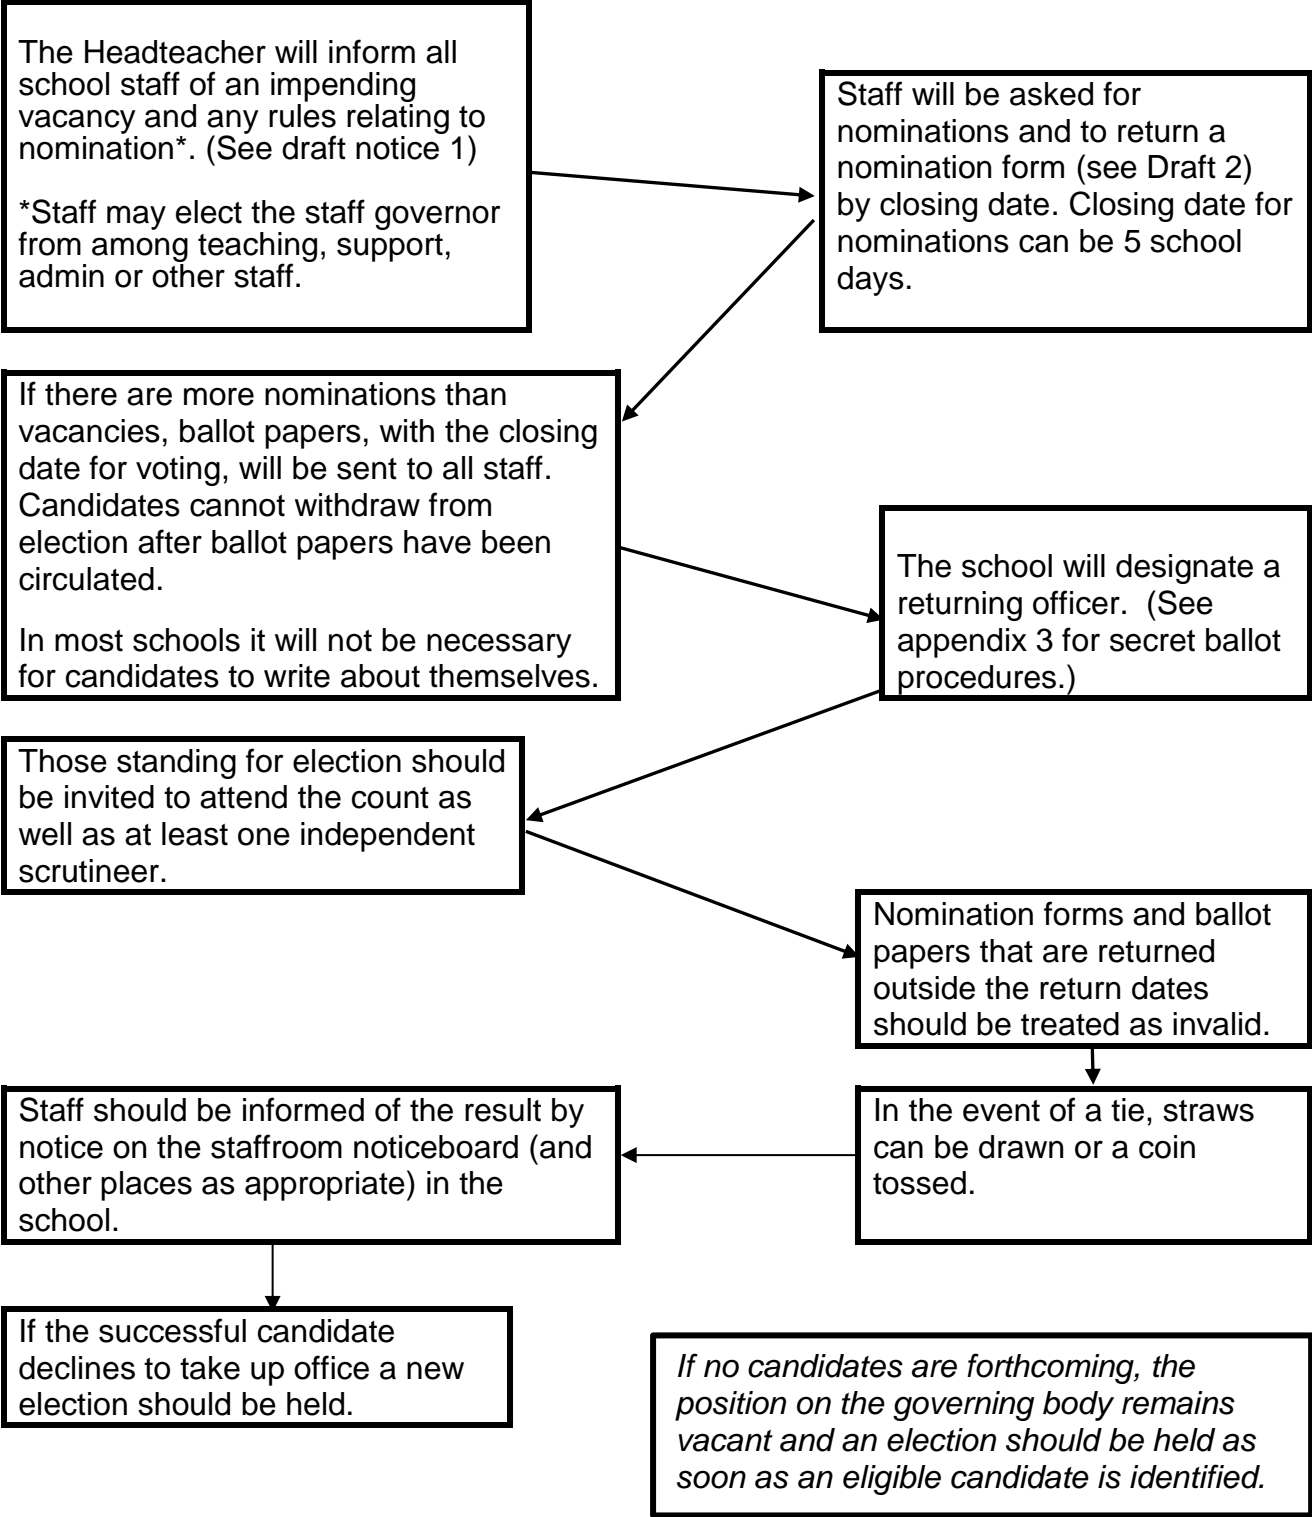 The Headteacher will inform all
school staff of an impending
vacancy and any rules relating to
nomination*. (See draft notice 1)
*Staff may elect the staff governor
from among teaching, support,
admin or other staff.
Staff will be asked for
nominations and to return a
nomination form (see Draft 2)
by closing date. Closing date for
nominations can be 5 school
days.
If there are more nominations than
vacancies, ballot papers, with the closing
date for voting, will be sent to all staff.
Candidates cannot withdraw from
election after ballot papers have been
circulated.
In most schools it will not be necessary
for candidates to write about themselves.
The school will designate a
returning officer.  (See
appendix 3 for secret ballot
procedures.)
Those standing for election should
be invited to attend the count as
well as at least one independent
scrutineer.
Nomination forms and ballot
papers that are returned
outside the return dates
should be treated as invalid.
In the event of a tie, straws
can be drawn or a coin
tossed.
Staff should be informed of the result by
notice on the staffroom noticeboard (and
other places as appropriate) in the
school.
If the successful candidate
declines to take up office a new
election should be held.
If no candidates are forthcoming, the
position on the governing body remains
vacant and an election should be held as
soon as an eligible candidate is identified.